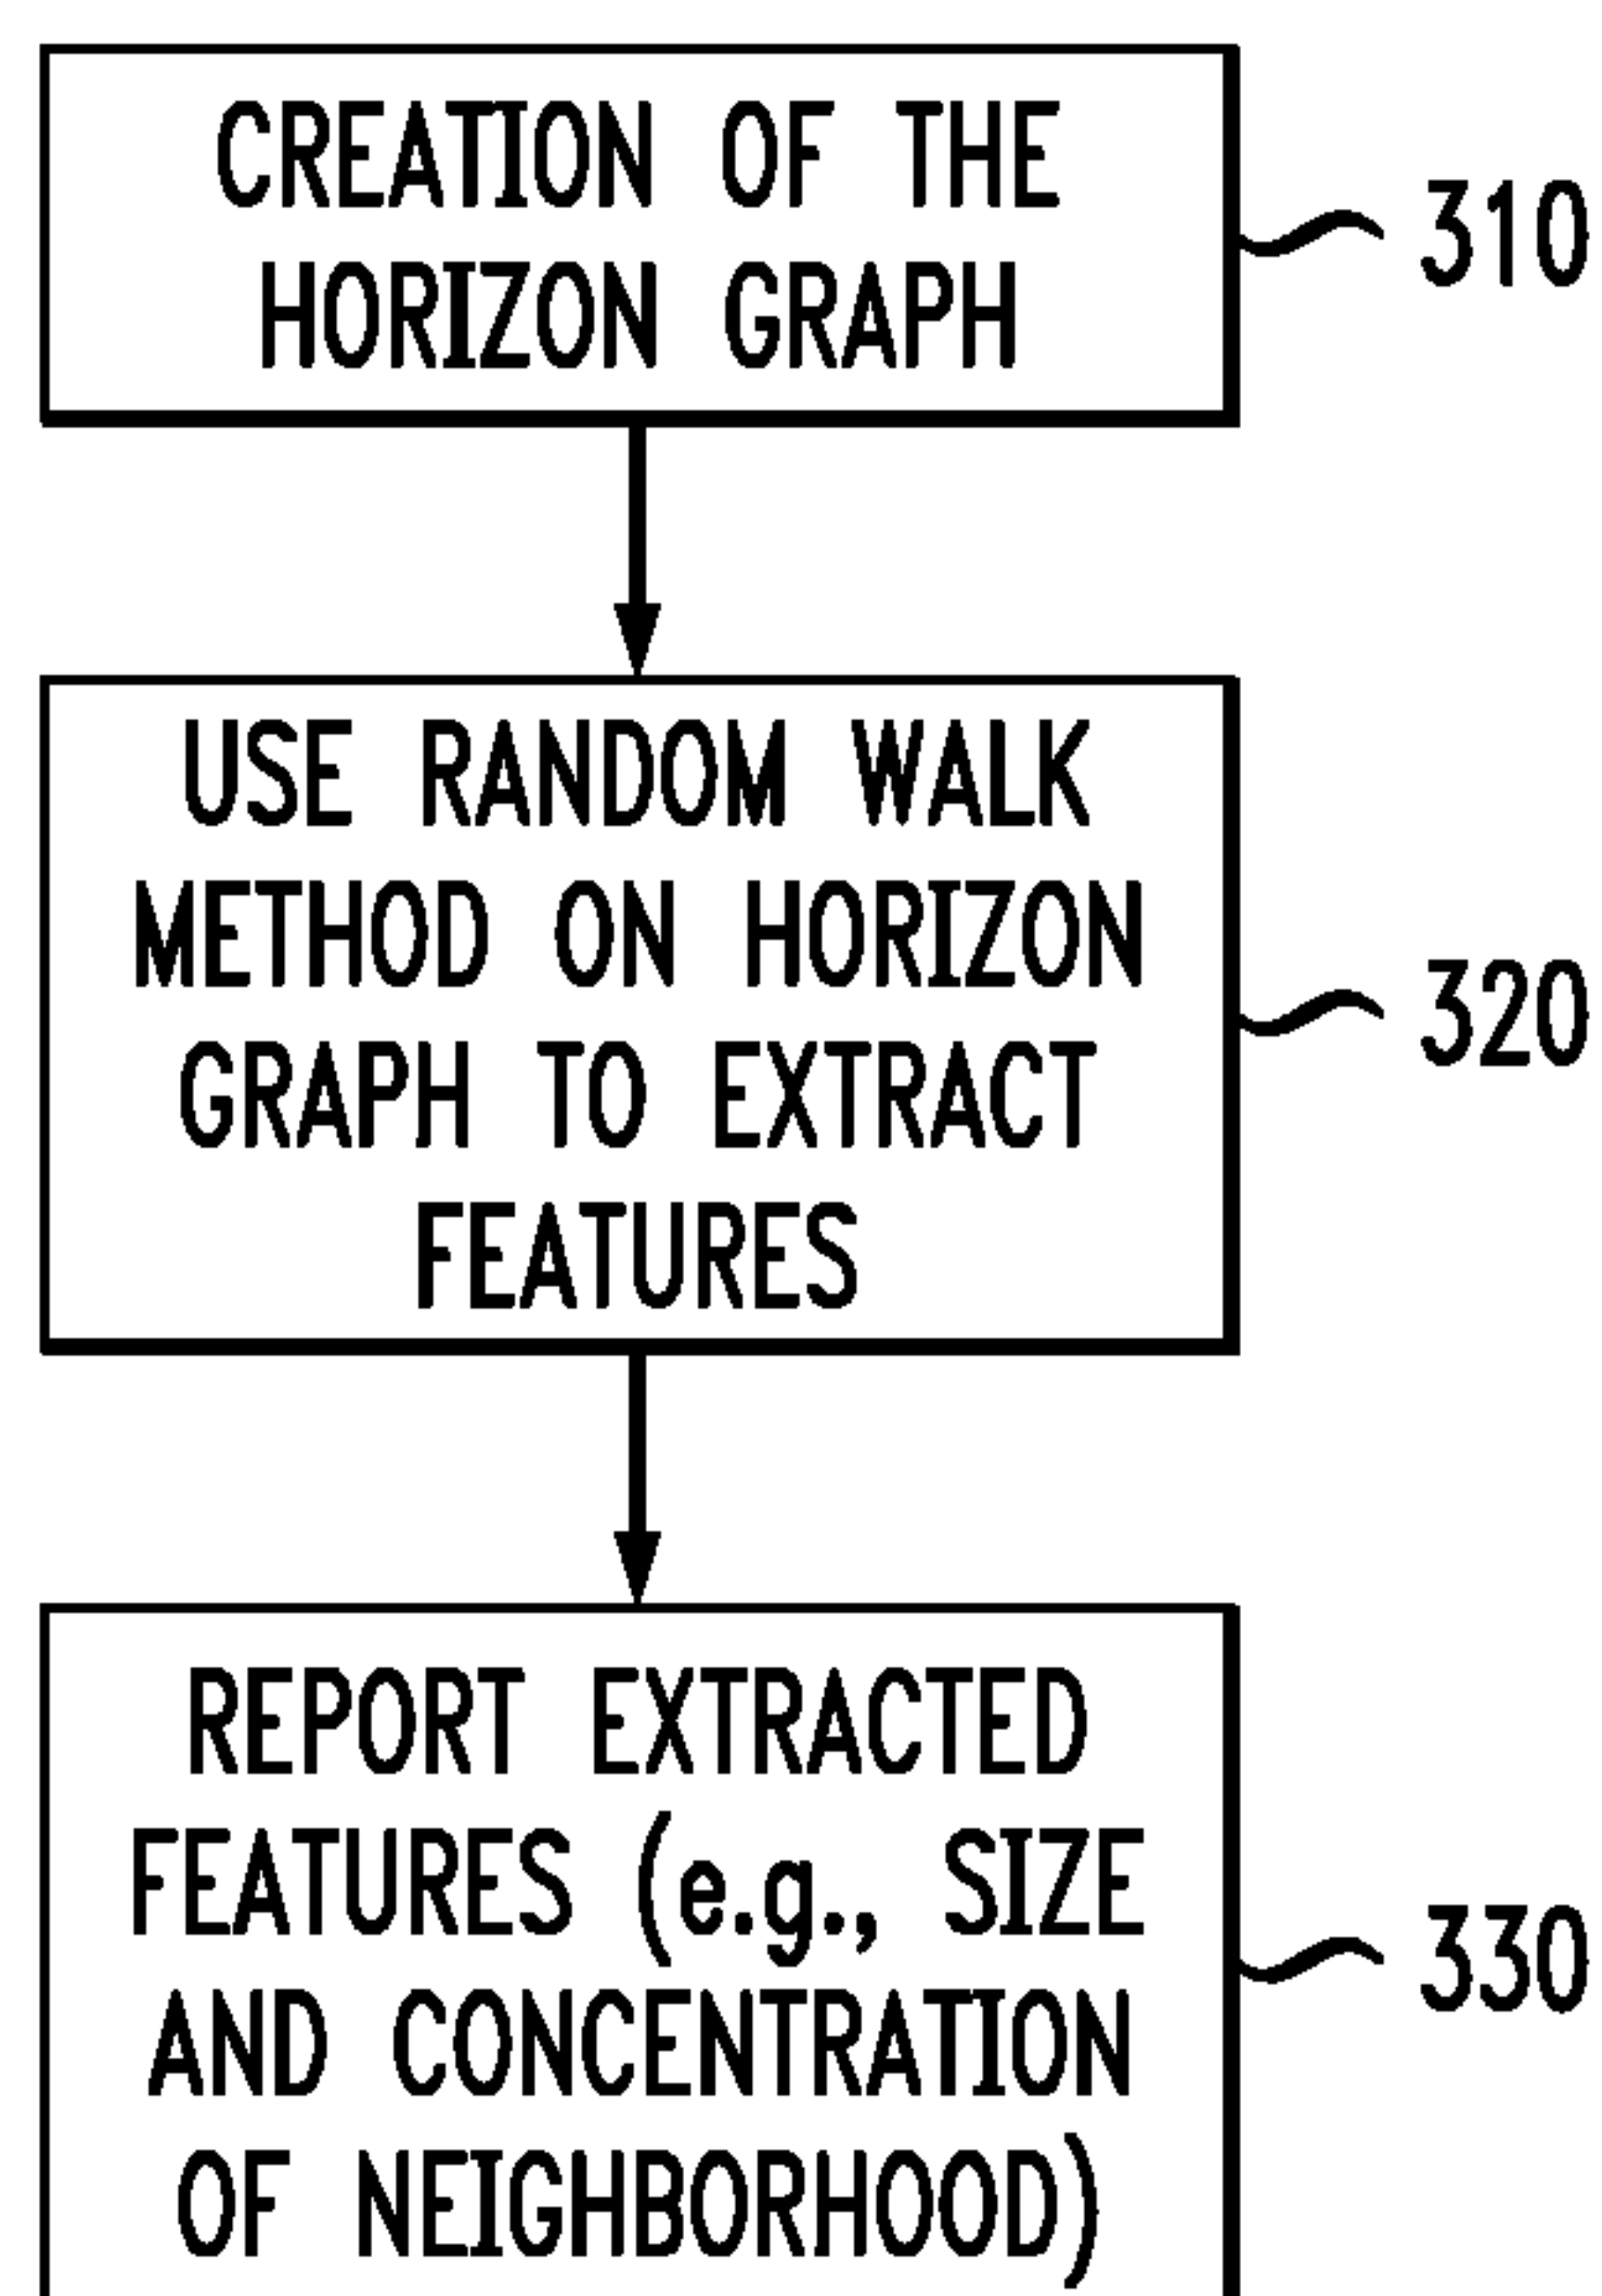 CREATION OF THE
HORIZON GRAPH
310
USE RANDOM WALK
METHOD ON HORIZON
GRAPH TO EXTRACT
FEATURES
320
REPORT EXTRACTED
FEATURES (e.g., SIZE
AND CONCENTRATION
OF NEIGHBORHOOD)
330